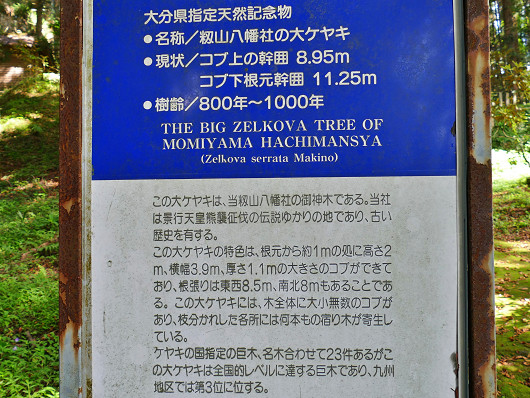 大分県指定天然記念物
●名称/籾山八幡社の大ケヤキ
●現状/コブ上の幹囲 8.95m
コブ下根元幹囲 11.25m
●樹齢/800年～1000年
THE BIG ZELKOVA TREE OF
MOMIYAMA HACHIMANSYA
(Zelkova serrata Makino)
この大ケヤキは、当籾山八幡社の御神木である。当社
は景行天皇熊襲征伐の伝説ゆかりの地であり、古い
歴史を有する。
この大ケヤキの特色は、根元から約1mの処に高さ2
m、横幅3.9m、厚さ1.1mの大きさのコブができて
おり、根張りは東西8.5m、南北8mもあることであ
る。この大ケヤキには、木全体に大小無数のコブが
あり、枝分かれした各所には何本もの宿り木が寄生し
ている。
ケヤキの国指定の巨木、名木合わせて23件あるがこ
の大ケヤキは全国的レベルに達する巨木であり、九州
地区では第3位に位する。